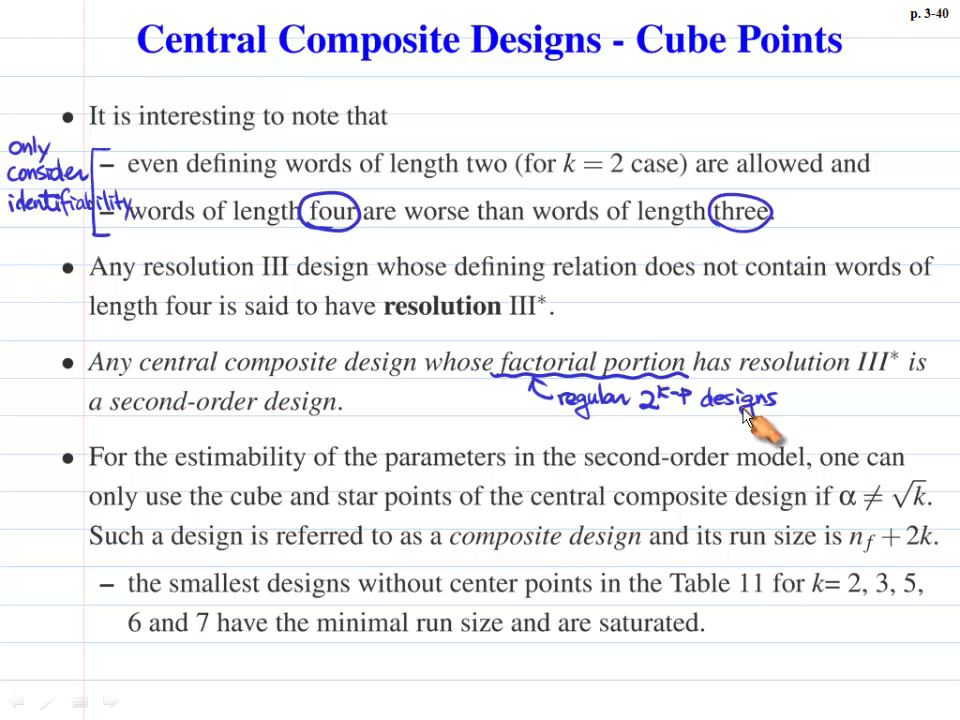 p. 3-40
Central Composite Designs - Cube Points
• It is interesting to note that
only
consider
identifiability
– even defining words of length two (for k = 2 case) are allowed and
– words of length four are worse than words of length three.
• Any resolution III design whose defining relation does not contain words of
length four is said to have resolution III*.
• Any central composite design whose factorial portion has resolution III* is
a second-order design.
regular 2^k-p designs
• For the estimability of the parameters in the second-order model, one can
only use the cube and star points of the central composite design if α ≠ √k.
Such a design is referred to as a composite design and its run size is n_f + 2k.
– the smallest designs without center points in the Table 11 for k= 2, 3, 5,
6 and 7 have the minimal run size and are saturated.